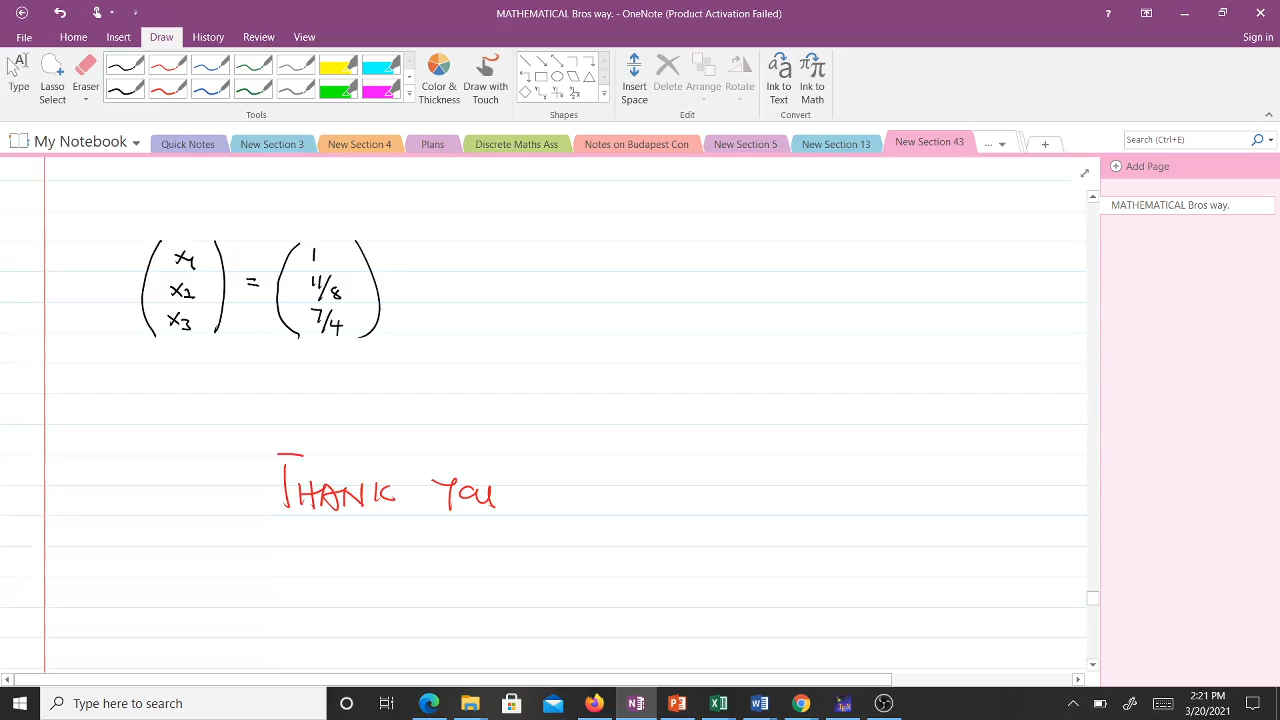 MATHEMATICAL Bros way. - OneNote (Product Activation Failed)
?
File Home Insert Draw History Review View
Sign in
Type
Lasso Select
Eraser
Color & Thickness
Draw with Touch
Insert Space
Delete
Arrange
Rotate
Ink to Text
Ink to Math
Tools
Shapes
Edit
Convert
My Notebook
Quick Notes
New Section 3
New Section 4
Plans
Discrete Maths Ass
Notes on Budapest Con
New Section 5
New Section 13
New Section 43
...
Search (Ctrl+E)
Add Page
MATHEMATICAL Bros way.
x1 1
x2 = 11/8
x3 7/4
THANK YOU
Type here to search
2:21 PM
3/20/2021